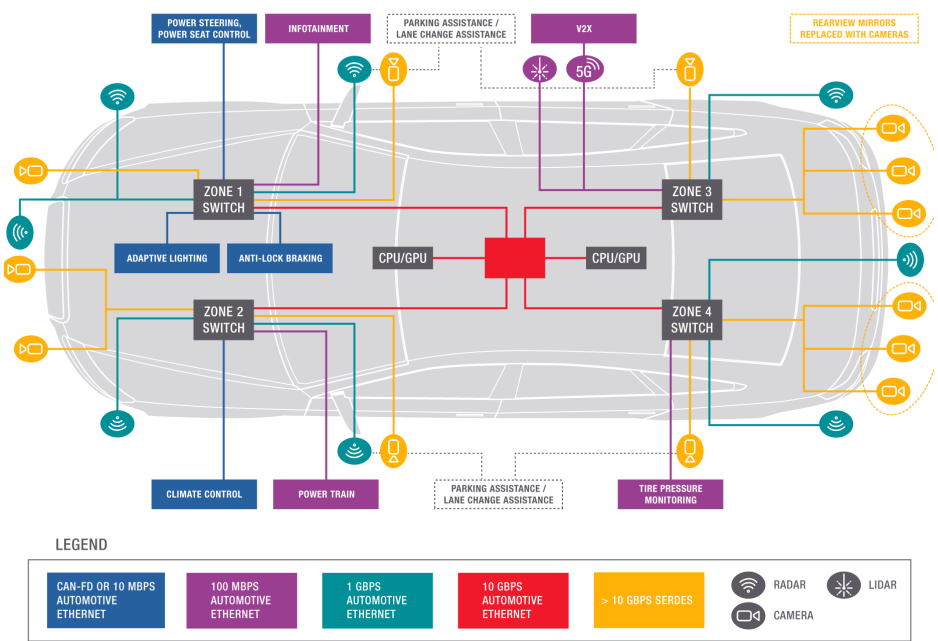 POWER STEERING,
POWER SEAT CONTROL
INFOTAINMENT
PARKING ASSISTANCE /
LANE CHANGE ASSISTANCE
V2X
REARVIEW MIRRORS
REPLACED WITH CAMERAS
5G
ZONE 1
SWITCH
ZONE 3
SWITCH
ADAPTIVE LIGHTING
ANTI-LOCK BRAKING
CPU/GPU
CPU/GPU
ZONE 2
SWITCH
ZONE 4
SWITCH
CLIMATE CONTROL
POWER TRAIN
PARKING ASSISTANCE /
LANE CHANGE ASSISTANCE
TIRE PRESSURE
MONITORING
LEGEND
CAN-FD OR 10 MBPS
AUTOMOTIVE
ETHERNET
100 MBPS
AUTOMOTIVE
ETHERNET
1 GBPS
AUTOMOTIVE
ETHERNET
10 GBPS
AUTOMOTIVE
ETHERNET
> 10 GBPS SERDES
RADAR
LIDAR
CAMERA